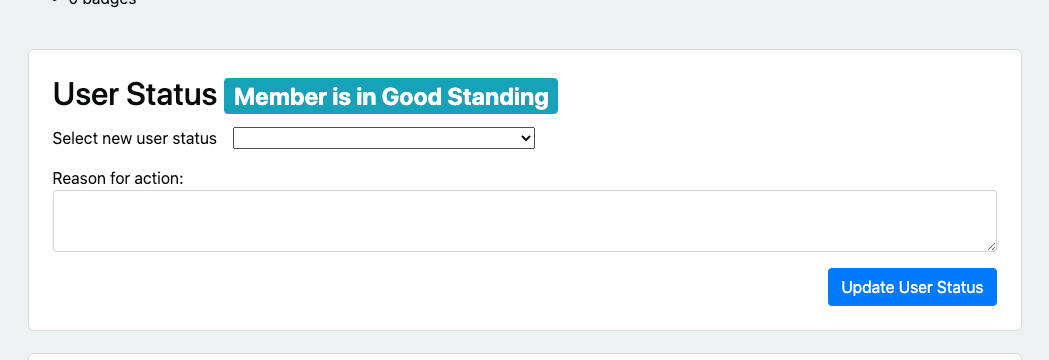 0 badges
User Status Member is in Good Standing
Select new user status
Reason for action:
Update User Status